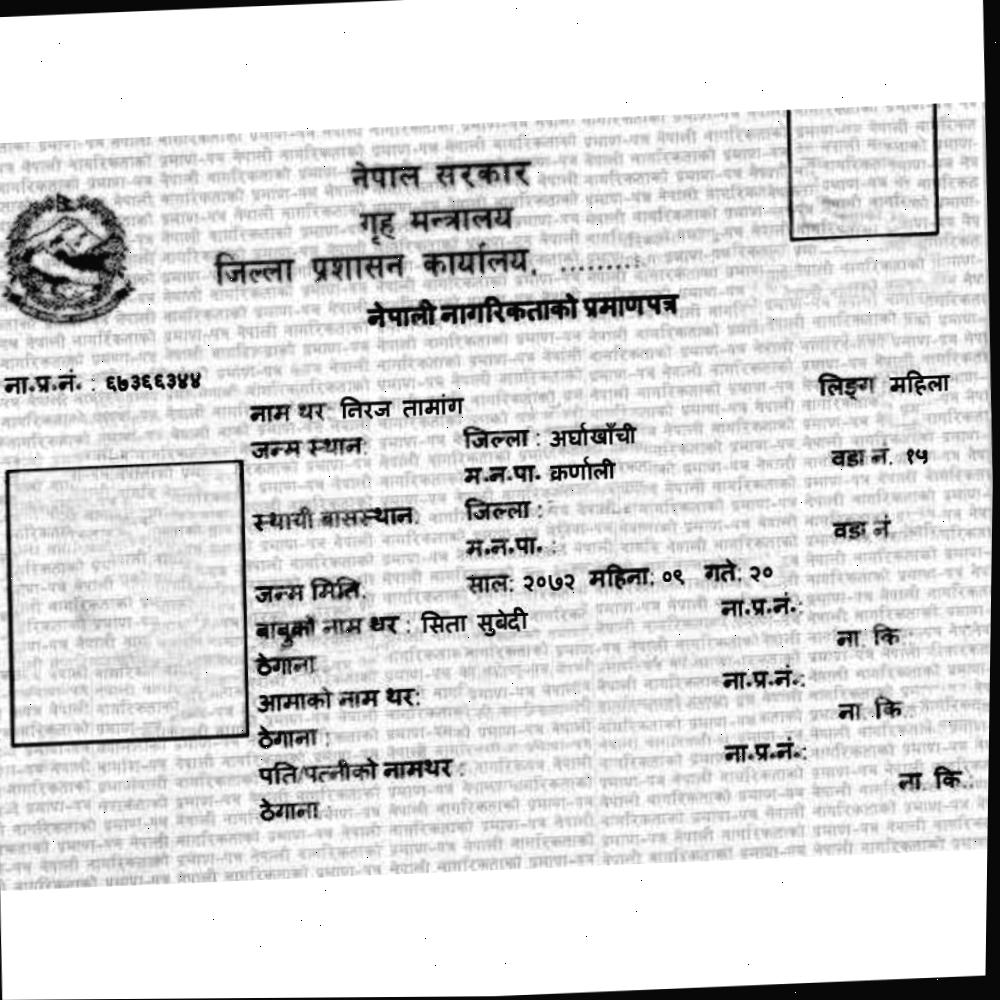 नेपाल सरकार
गृह मन्त्रालय
जिल्ला प्रशासन कार्यालय, .........
नेपाली नागरिकताको प्रमाणपत्र
ना.प्र.नं. : ६७३६६३४४
लिङ्ग महिला
नाम थर: निरज तामांग
जन्म स्थान: जिल्ला : अर्घाखाँची
म.न.पा. कर्णाली वडा नं. १५
स्थायी बासस्थान: जिल्ला :
म.न.पा. : वडा नं
जन्म मिति: साल: २०७२ महिना: ०९ गते: २०
बाबुको नाम थर : सिता सुवेदी ना.प्र.नं.:
ठेगाना: ना. कि.:
आमाको नाम थर: ना.प्र.नं.:
ठेगाना : ना. कि.:
पति/पत्नीको नामथर : ना.प्र.नं.:
ठेगाना: ना. कि.: